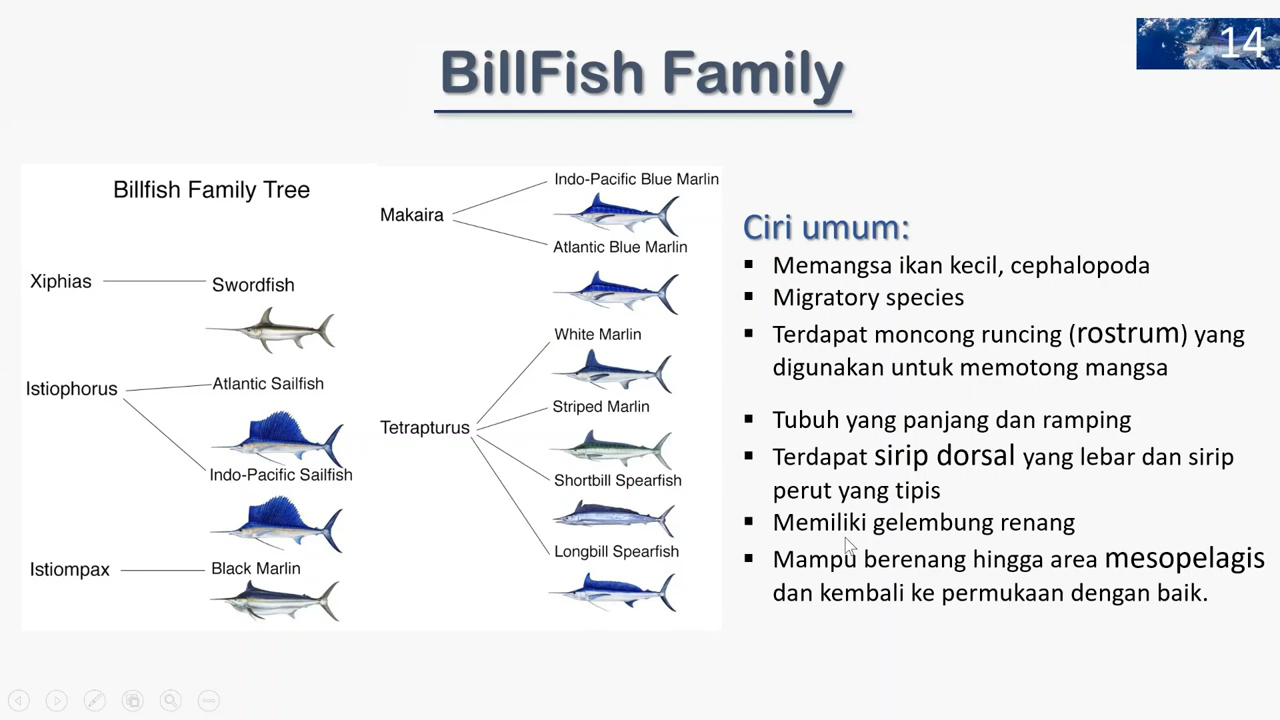 14
BillFish Family
Billfish Family Tree
Xiphias
Swordfish
Istiophorus
Atlantic Sailfish
Indo-Pacific Sailfish
Istiompax
Black Marlin
Makaira
Indo-Pacific Blue Marlin
Atlantic Blue Marlin
Tetrapturus
White Marlin
Striped Marlin
Shortbill Spearfish
Longbill Spearfish
Ciri umum:
▪ Memangsa ikan kecil, cephalopoda
▪ Migratory species
▪ Terdapat moncong runcing (rostrum) yang
digunakan untuk memotong mangsa
▪ Tubuh yang panjang dan ramping
▪ Terdapat sirip dorsal yang lebar dan sirip
perut yang tipis
▪ Memiliki gelembung renang
▪ Mampu berenang hingga area mesopelagis
dan kembali ke permukaan dengan baik.